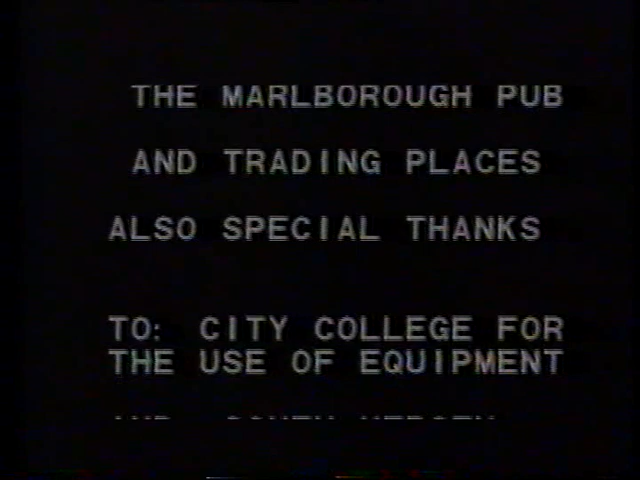 THE MARLBOROUGH PUB
AND TRADING PLACES
ALSO SPECIAL THANKS
TO: CITY COLLEGE FOR
THE USE OF EQUIPMENT